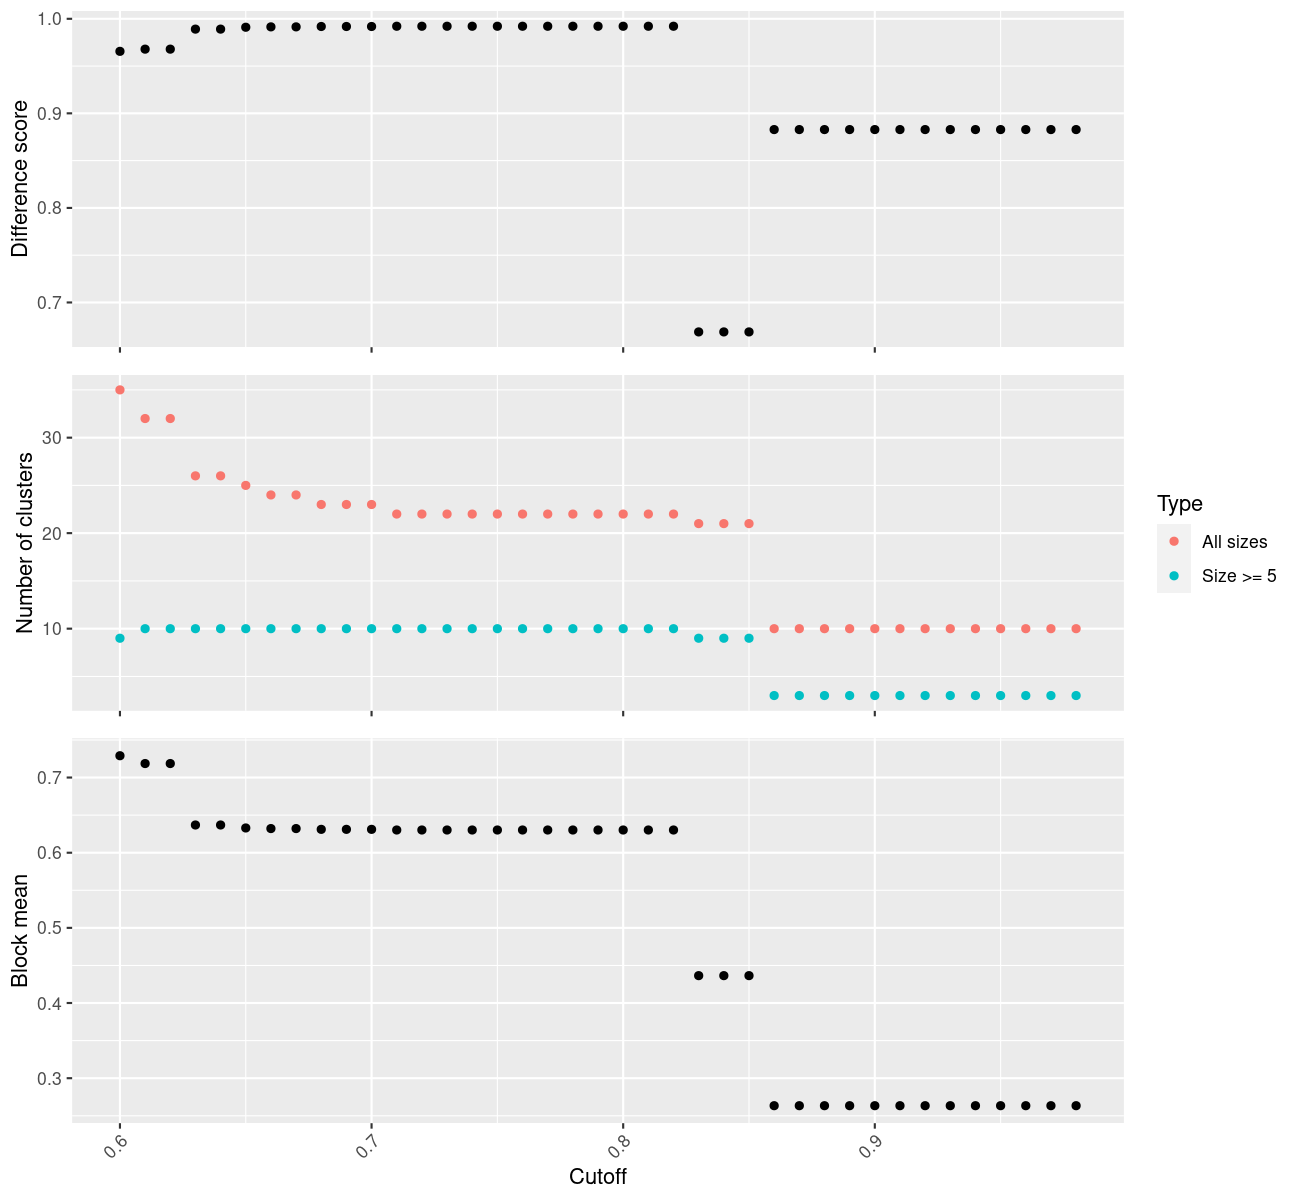 Difference score
1.0
0.9
0.8
0.7
Number of clusters
30
20
10
Type
All sizes
Size >= 5
Block mean
0.7
0.6
0.5
0.4
0.3
0.6 0.7 0.8 0.9
Cutoff